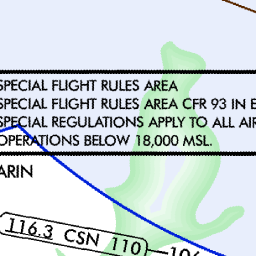 SPECIAL FLIGHT RULES AREA
SPECIAL FLIGHT RULES AREA CFR 93 IN
SPECIAL REGULATIONS APPLY TO ALL AIR
OPERATIONS BELOW 18,000 MSL.
ARIN
116.3 CSN 110